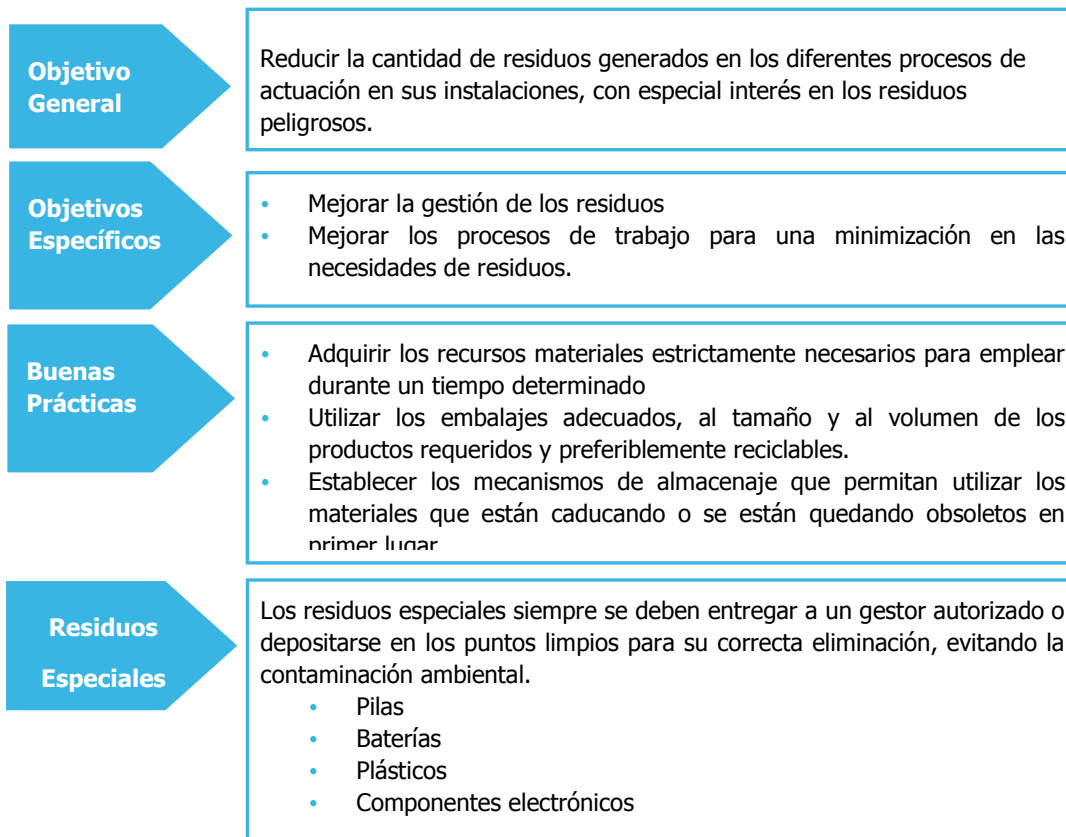 Objetivo
General
Reducir la cantidad de residuos generados en los diferentes procesos de
actuación en sus instalaciones, con especial interés en los residuos
peligrosos.
Objetivos
Específicos
• Mejorar la gestión de los residuos
• Mejorar los procesos de trabajo para una minimización en las
necesidades de residuos.
Buenas
Prácticas
• Adquirir los recursos materiales estrictamente necesarios para emplear
durante un tiempo determinado
• Utilizar los embalajes adecuados, al tamaño y al volumen de los
productos requeridos y preferiblemente reciclables.
• Establecer los mecanismos de almacenaje que permitan utilizar los
materiales que están caducando o se están quedando obsoletos en
primer lugar
Residuos
Especiales
Los residuos especiales siempre se deben entregar a un gestor autorizado o
depositarse en los puntos limpios para su correcta eliminación, evitando la
contaminación ambiental.
• Pilas
• Baterías
• Plásticos
• Componentes electrónicos